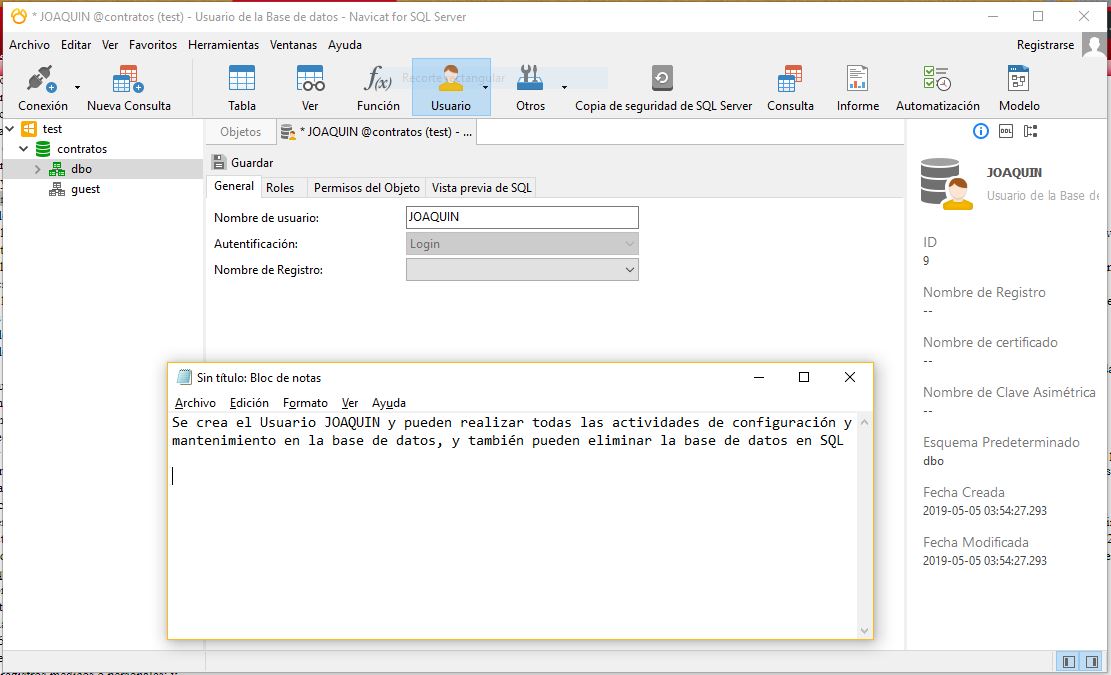 * JOAQUIN @contratos (test) - Usuario de la Base de datos - Navicat for SQL Server
Archivo Editar Ver Favoritos Herramientas Ventanas Ayuda Registrarse
Recorte rectangular
Conexión Nueva Consulta Tabla Ver Función Usuario Otros Copia de seguridad de SQL Server Consulta Informe Automatización Modelo
test
contratos
dbo
guest
Objetos * JOAQUIN @contratos (test) - ...
Guardar
General Roles Permisos del Objeto Vista previa de SQL
Nombre de usuario: JOAQUIN
Autentificación: Login
Nombre de Registro:
DDL
JOAQUIN
Usuario de la Base de
ID
9
Nombre de Registro
--
Nombre de certificado
--
Nombre de Clave Asimétrica
--
Esquema Predeterminado
dbo
Fecha Creada
2019-05-05 03:54:27.293
Fecha Modificada
2019-05-05 03:54:27.293
Sin título: Bloc de notas
Archivo Edición Formato Ver Ayuda
Se crea el Usuario JOAQUIN y pueden realizar todas las actividades de configuración y
mantenimiento en la base de datos, y también pueden eliminar la base de datos en SQL